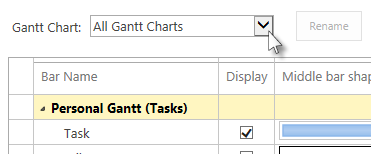 Gantt Chart: All Gantt Charts Rename
Bar Name Display Middle bar shap
Personal Gantt (Tasks)
Task